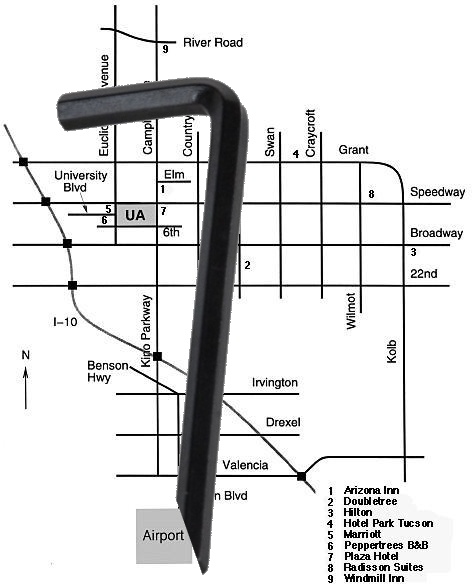 River Road
9
Euclid
venue
Campb
Country
Swan
Craycroft
4
Grant
Elm
1
University
Blvd
8
Speedway
5
UA
7
6
6th
Broadway
3
2
22nd
I-10
Wilmot
Kino Parkway
Kolb
N
Benson
Hwy
Irvington
Drexel
Valencia
n Blvd
Airport
1 Arizona Inn
2 Doubletree
3 Hilton
4 Hotel Park Tucson
5 Marriott
6 Peppertrees B&B
7 Plaza Hotel
8 Radisson Suites
9 Windmill Inn